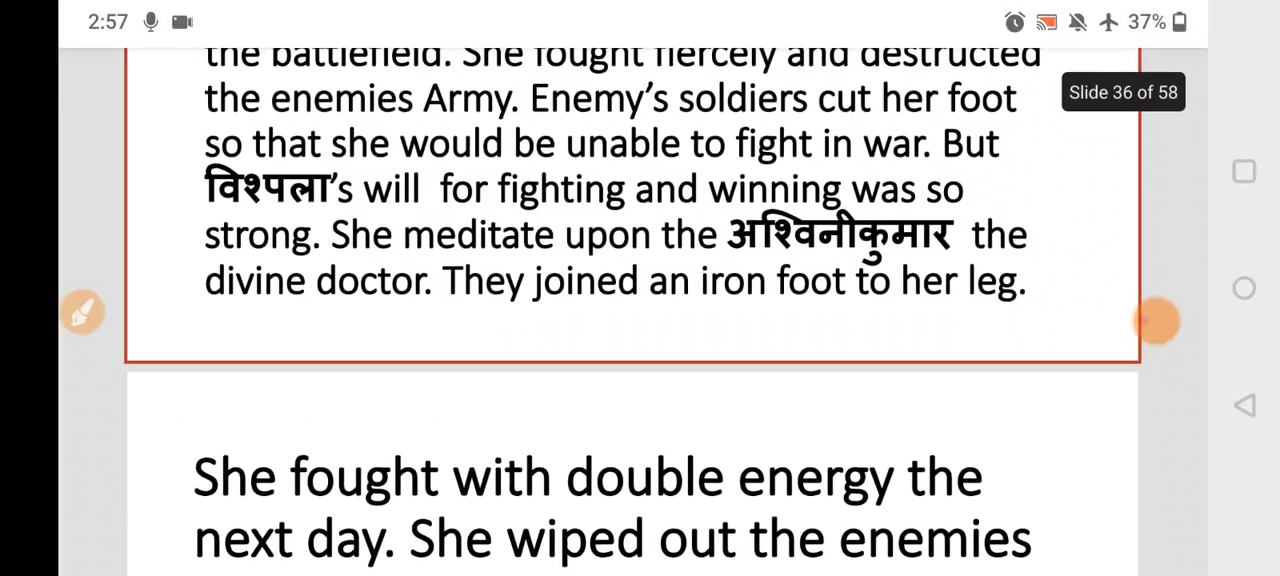 2:57
37%
the battlefield. She fought fiercely and destructed
Slide 36 of 58
the enemies Army. Enemy's soldiers cut her foot
so that she would be unable to fight in war. But
विश्पला's will for fighting and winning was so
strong. She meditate upon the अश्विनीकुमार the
divine doctor. They joined an iron foot to her leg.
She fought with double energy the
next day. She wiped out the enemies